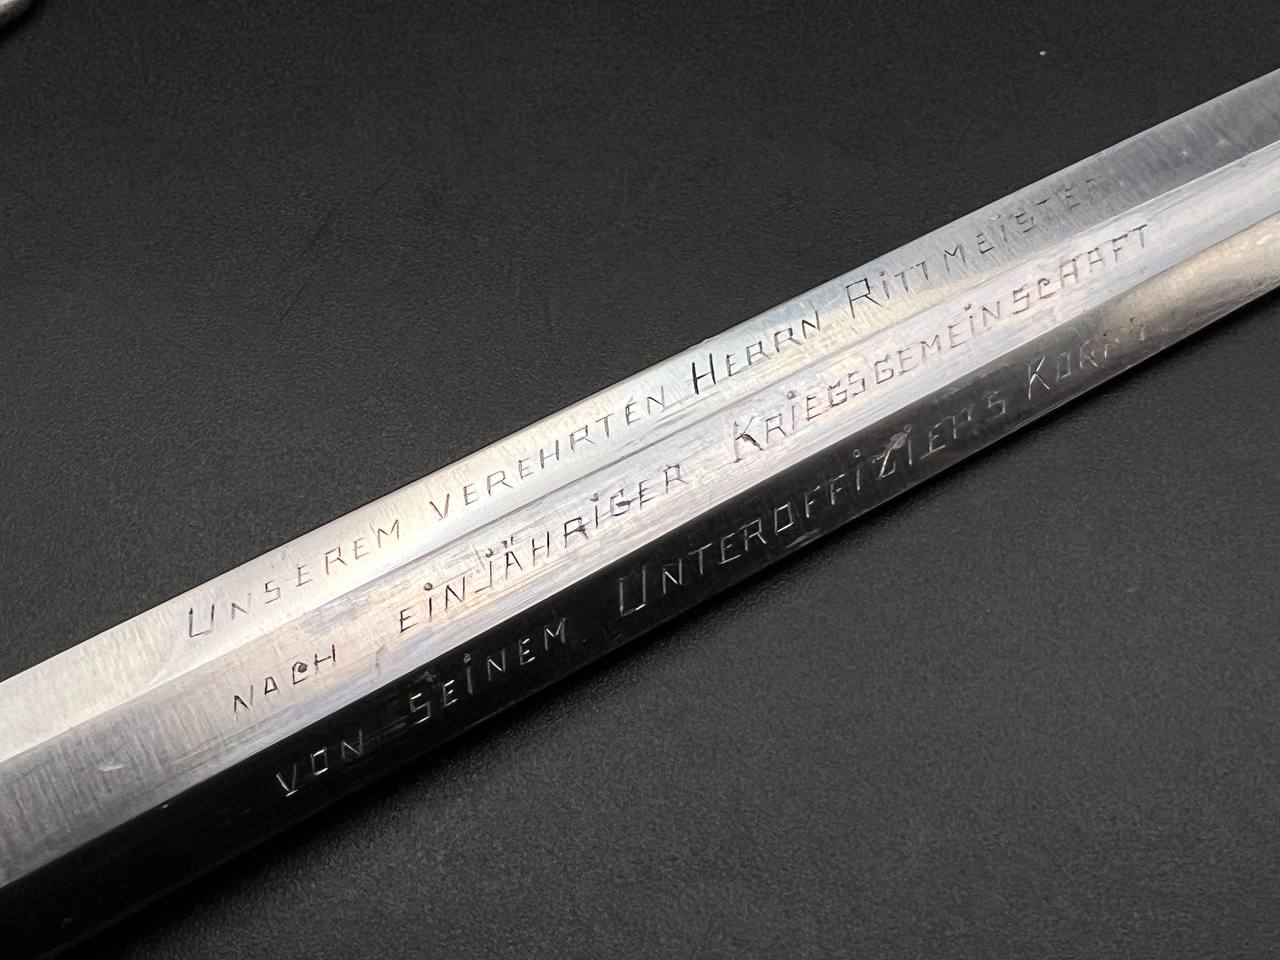 Unserem verehrten Herrn Rittmeister
nach einjähriger Kriegsgemeinschaft
von seinem Unteroffiziers Korps